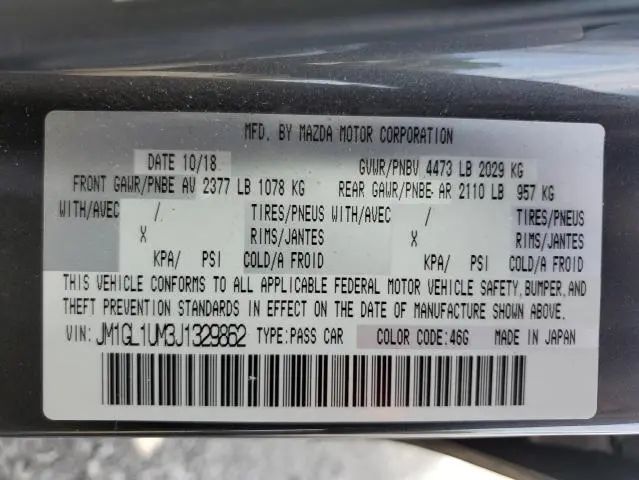 MFD. BY MAZDA MOTOR CORPORATION
DATE 10/18 GVWR/PNBV 4473 LB 2029 KG
FRONT GAWR/PNBE AV 2377 LB 1078 KG REAR GAWR/PNBE AR 2110 LB 957 KG
WITH/AVEC / TIRES/PNEUS WITH/AVEC / TIRES/PNEUS
X RIMS/JANTES X RIMS/JANTES
KPA/ PSI COLD/A FROID KPA/ PSI COLD/A FROID
THIS VEHICLE CONFORMS TO ALL APPLICABLE FEDERAL MOTOR VEHICLE SAFETY, BUMPER, AND
THEFT PREVENTION STANDARDS IN EFFECT ON THE DATE OF MANUFACTURE SHOWN ABOVE.
VIN: JM1GL1UM3J1329862 TYPE: PASS CAR COLOR CODE: 46G MADE IN JAPAN